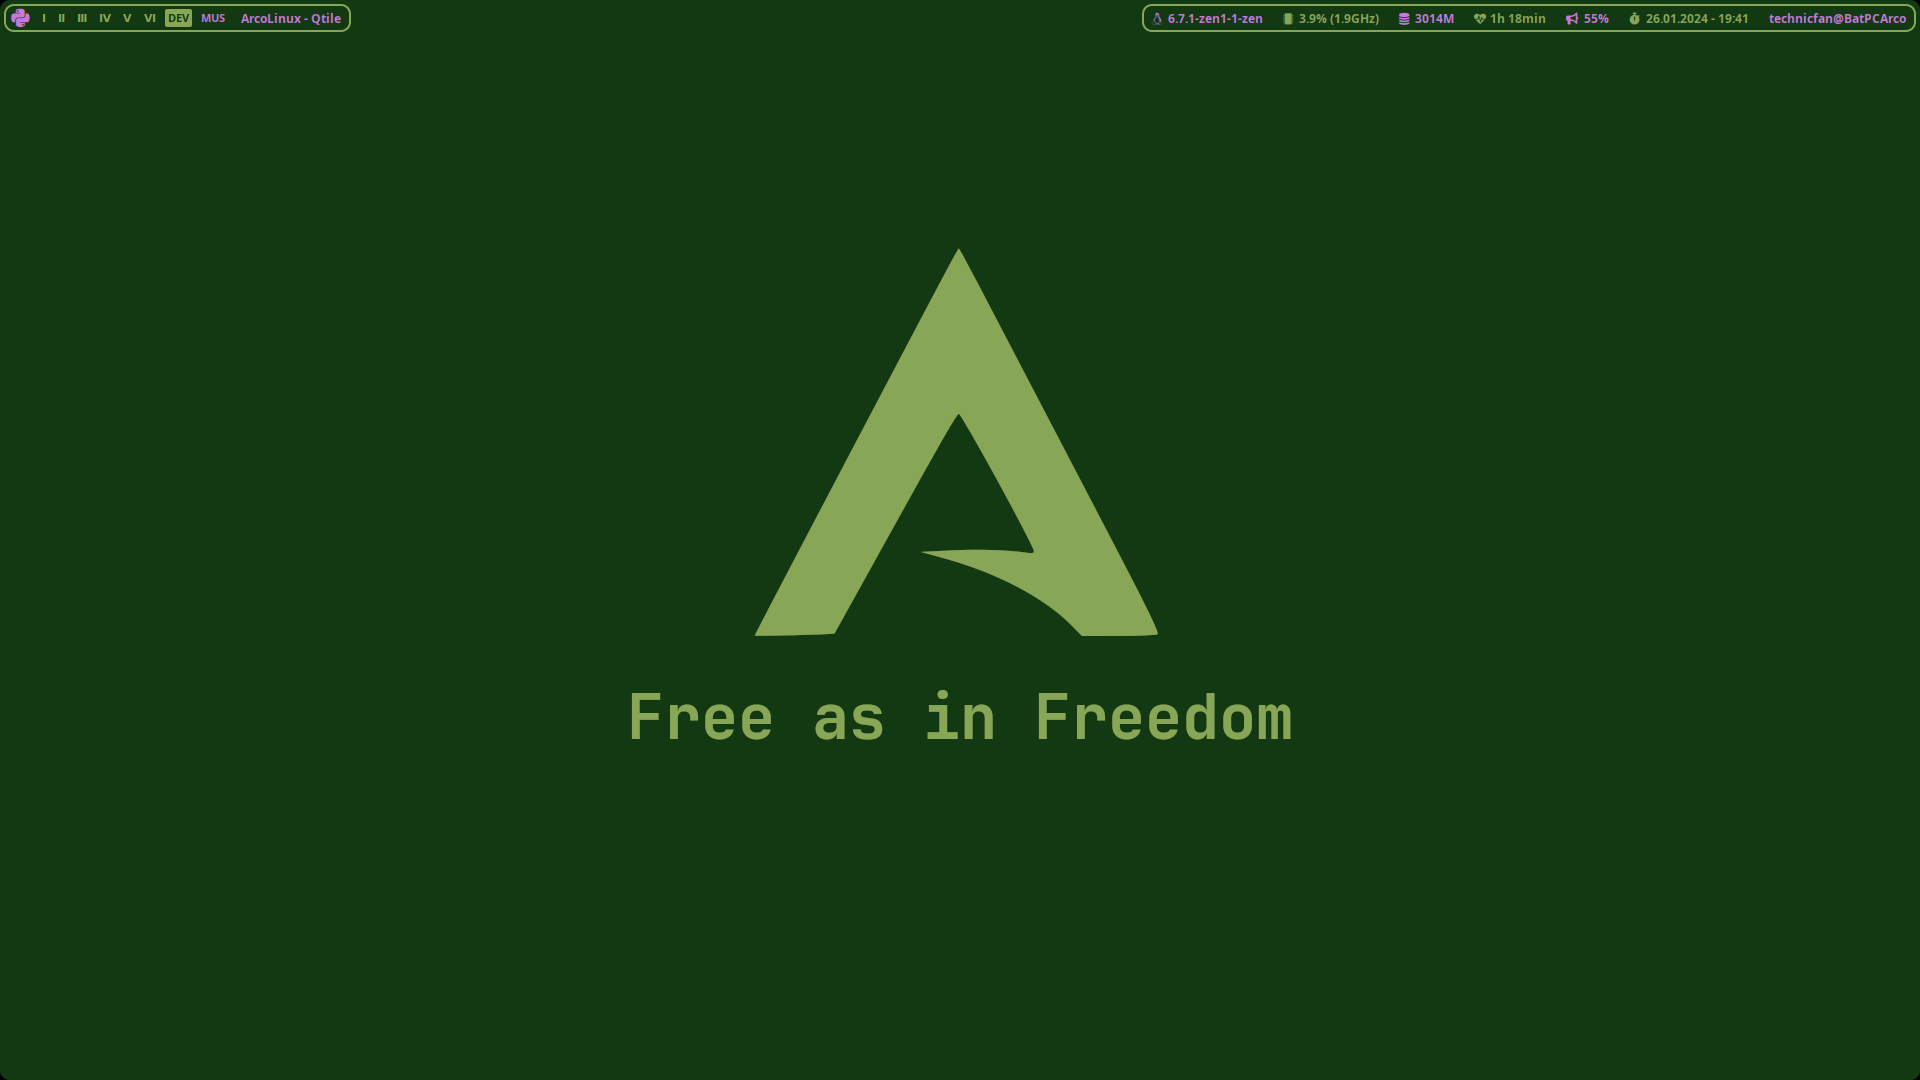 I II III IV V VI DEV MUS ArcoLinux - Qtile
6.7.1-zen1-1-zen 3.9% (1.9GHz) 3014M 1h 18min 55% 26.01.2024 - 19:41 technicfan@BatPCArco
Free as in Freedom